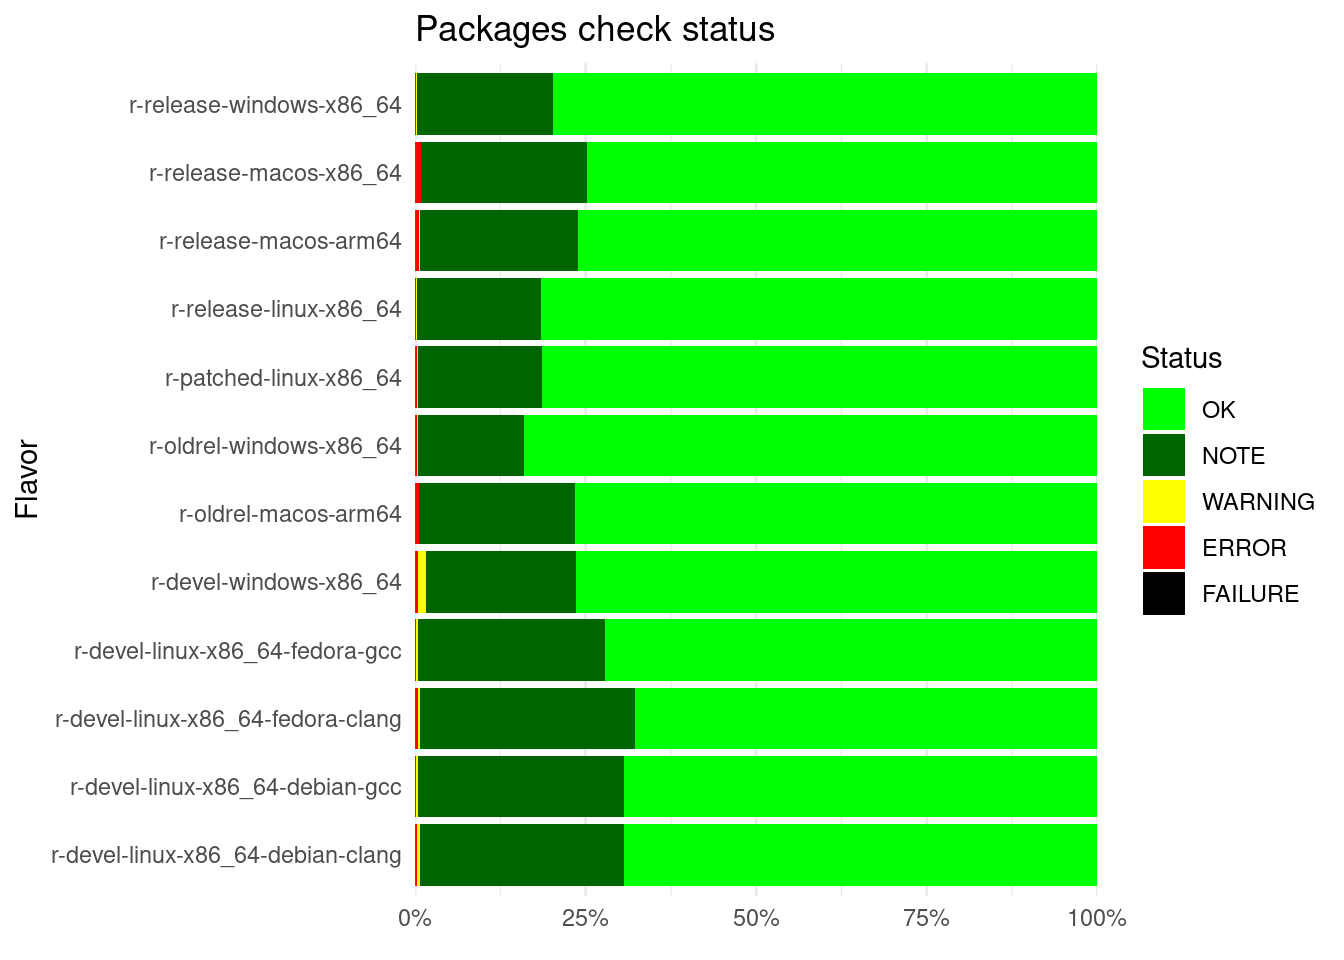 Packages check status
r-release-windows-x86_64
r-release-macos-x86_64
r-release-macos-arm64
r-release-linux-x86_64
r-patched-linux-x86_64
r-oldrel-windows-x86_64
r-oldrel-macos-arm64
r-devel-windows-x86_64
r-devel-linux-x86_64-fedora-gcc
r-devel-linux-x86_64-fedora-clang
r-devel-linux-x86_64-debian-gcc
r-devel-linux-x86_64-debian-clang
Flavor
0% 25% 50% 75% 100%
Status
OK
NOTE
WARNING
ERROR
FAILURE